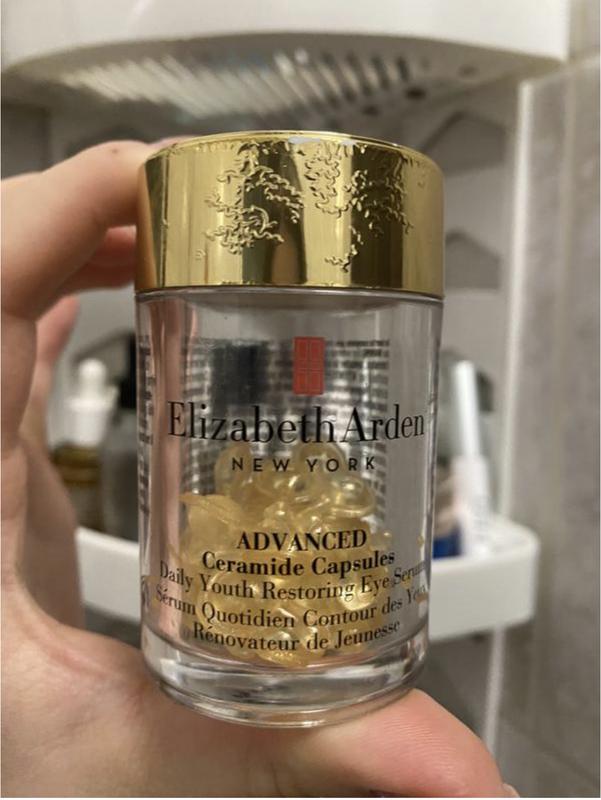 Elizabeth Arden
NEW YORK
ADVANCED
Ceramide Capsules
Daily Youth Restoring Eye Serum
Sérum Quotidien Contour des Yeux
Rénovateur de Jeunesse